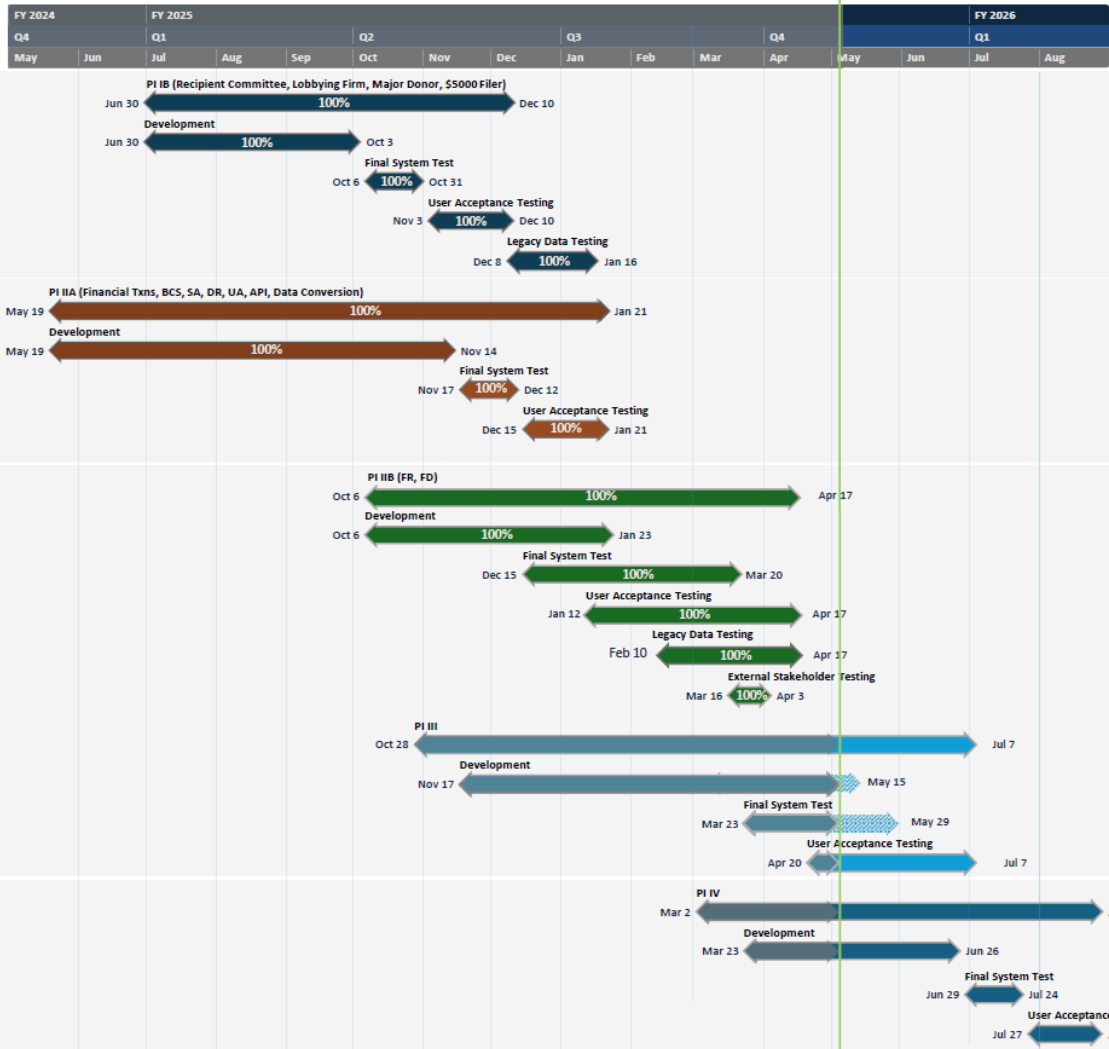 FY 2024 FY 2025 FY 2026
Q4 Q1 Q2 Q3 Q4 Q1
May Jun Jul Aug Sep Oct Nov Dec Jan Feb Mar Apr May Jun Jul Aug
PI IB (Recipient Committee, Lobbying Firm, Major Donor, $5000 Filer)
Jun 30 100% Dec 10
Development
Jun 30 100% Oct 3
Final System Test
Oct 6 100% Oct 31
User Acceptance Testing
Nov 3 100% Dec 10
Legacy Data Testing
Dec 8 100% Jan 16
PI IIA (Financial Txns, BCS, SA, DR, UA, API, Data Conversion)
May 19 100% Jan 21
Development
May 19 100% Nov 14
Final System Test
Nov 17 100% Dec 12
User Acceptance Testing
Dec 15 100% Jan 21
PI IIB (FR, FD)
Oct 6 100% Apr 17
Development
Oct 6 100% Jan 23
Final System Test
Dec 15 100% Mar 20
User Acceptance Testing
Jan 12 100% Apr 17
Legacy Data Testing
Feb 10 100% Apr 17
External Stakeholder Testing
Mar 16 100% Apr 3
PI III
Oct 28 Jul 7
Development
Nov 17 May 15
Final System Test
Mar 23 May 29
User Acceptance Testing
Apr 20 Jul 7
PI IV
Mar 2
Development
Mar 23 Jun 26
Final System Test
Jun 29 Jul 24
User Acceptance
Jul 27